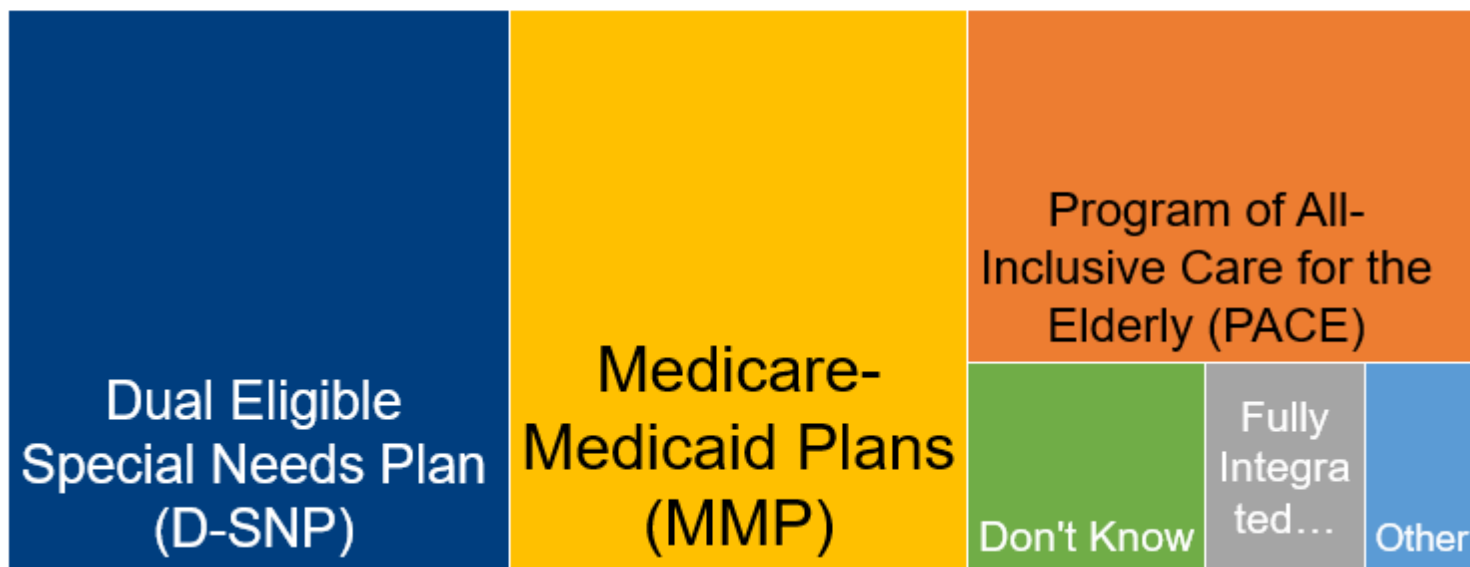 Dual Eligible
Special Needs Plan
(D-SNP)
Medicare-
Medicaid Plans
(MMP)
Program of All-
Inclusive Care for the
Elderly (PACE)
Don't Know
Fully
Integra
ted…
Other